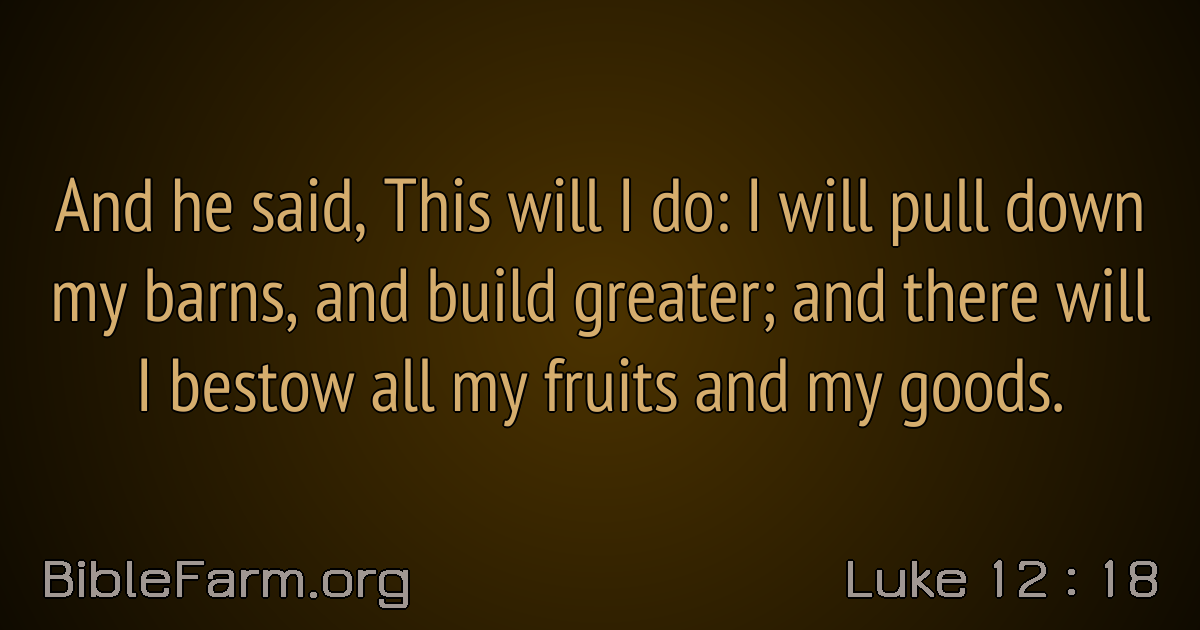 And he said, This will I do: I will pull down
my barns, and build greater; and there will
I bestow all my fruits and my goods.
BibleFarm.org
Luke 12 : 18